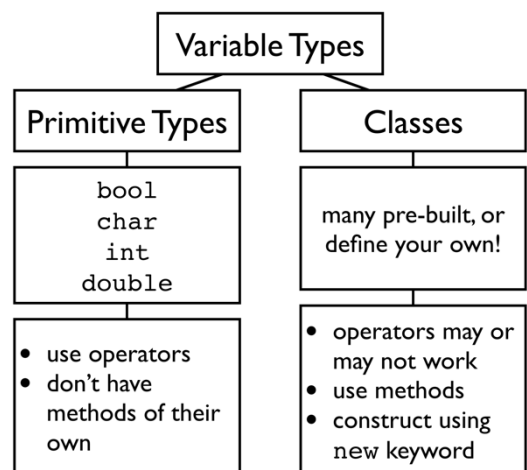 Variable Types
Primitive Types
Classes
bool
char
int
double
many pre-built, or
define your own!
• use operators
• don't have
methods of their
own
• operators may or
may not work
• use methods
• construct using
new keyword